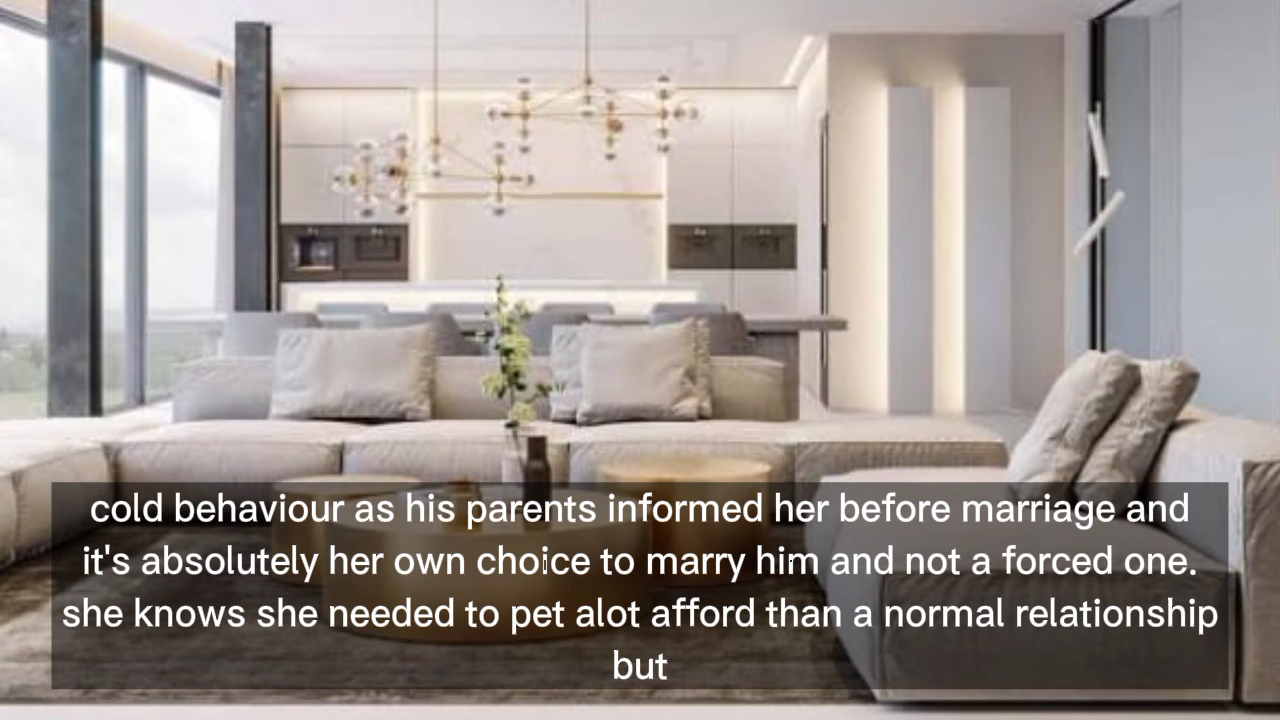 cold behaviour as his parents informed her before marriage and
it's absolutely her own choice to marry him and not a forced one.
she knows she needed to pet alot afford than a normal relationship
but